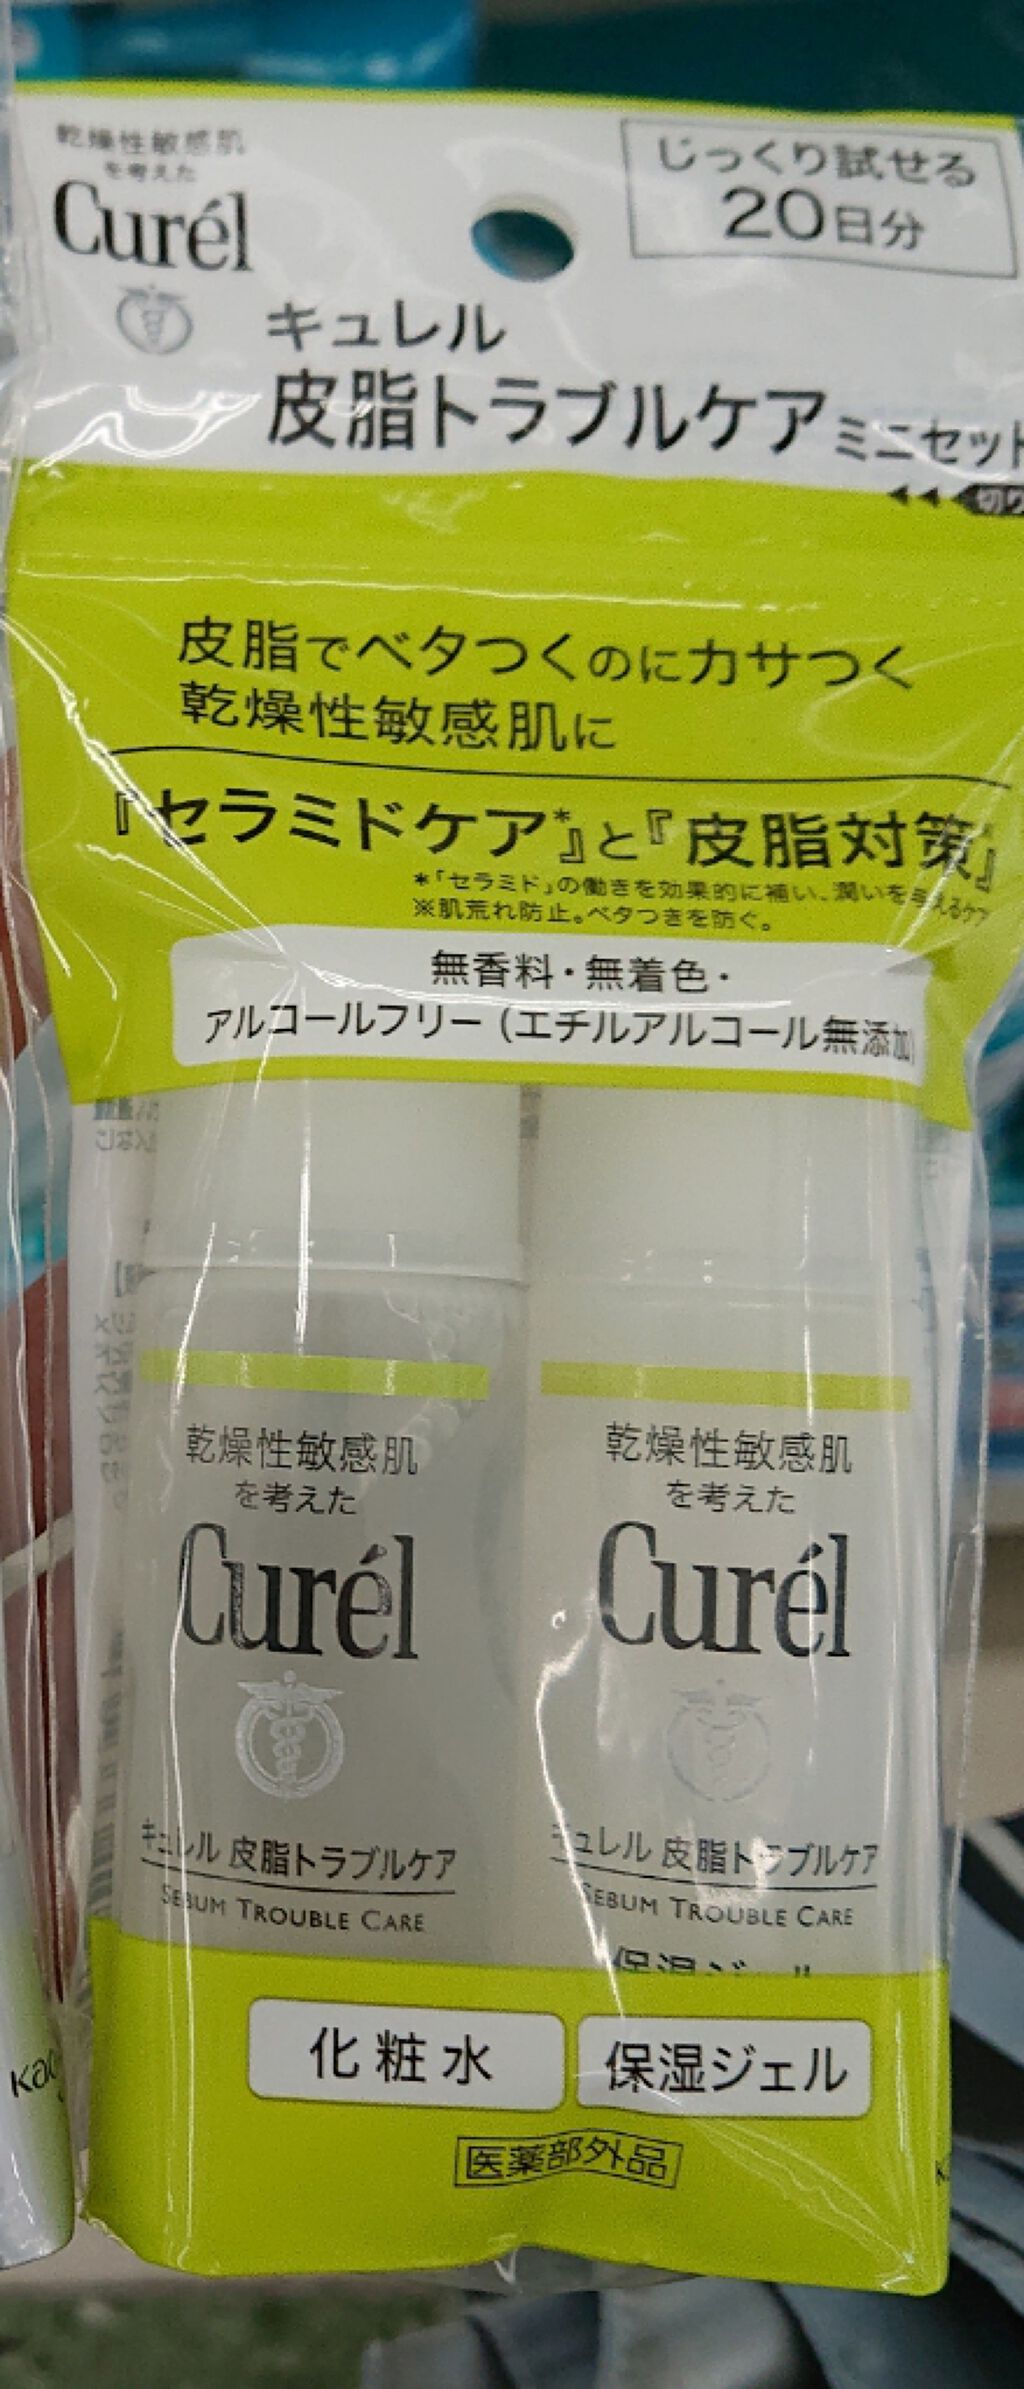 乾燥性敏感肌
を考えた
Curél
じっくり試せる
20日分
キュレル
皮脂トラブルケア ミニセット
◀◀◀切り
皮脂でベタつくのにカサつく
乾燥性敏感肌に
『セラミドケア*』と『皮脂対策※』
*「セラミド」の働きを効果的に補い、潤いを与えるケア
※肌荒れ防止。ベタつきを防ぐ。
無香料・無着色・
アルコールフリー (エチルアルコール無添加)
乾燥性敏感肌
を考えた
Curél
キュレル 皮脂トラブルケア
SEBUM TROUBLE CARE
乾燥性敏感肌
を考えた
Curél
キュレル 皮脂トラブルケア
SEBUM TROUBLE CARE
保湿ジェル
化粧水
保湿ジェル
医薬部外品
Kao